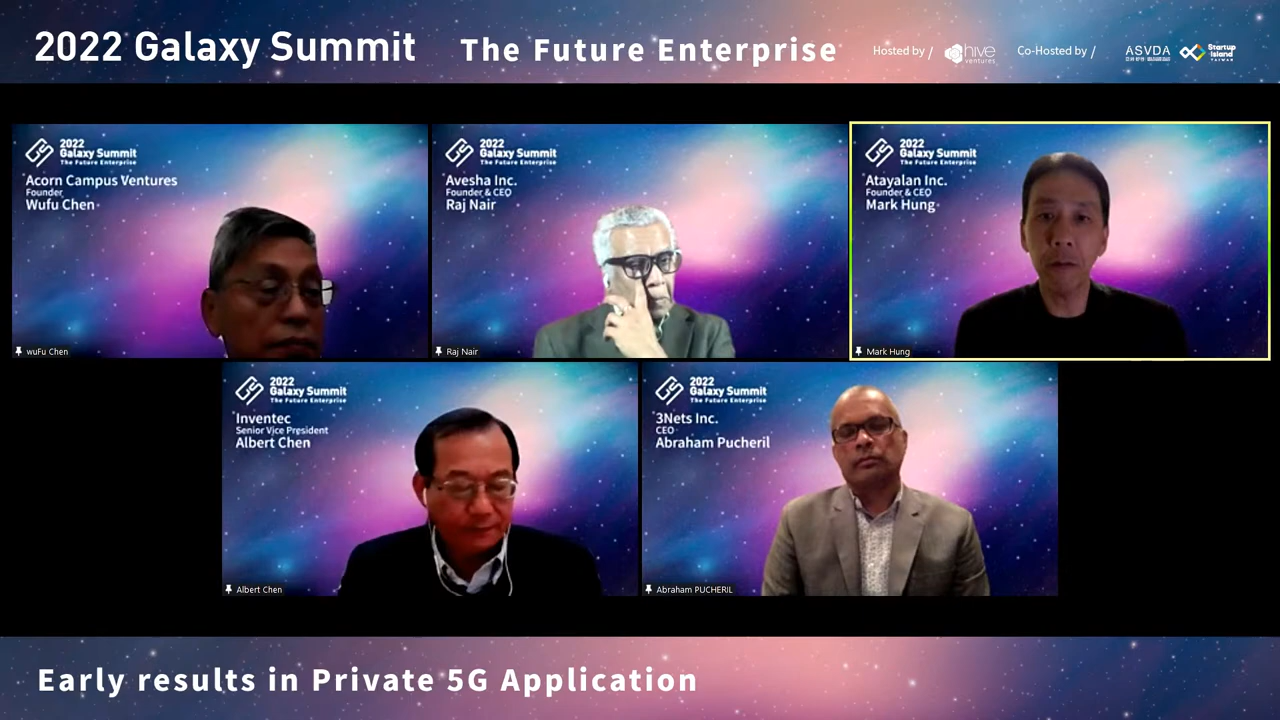 2022 Galaxy Summit The Future Enterprise Hosted by / hive ventures Co-Hosted by / ASVDA Startup Island TAIWAN
2022
Galaxy Summit
The Future Enterprise
Acorn Campus Ventures
Founder
Wufu Chen
wuFu Chen
2022
Galaxy Summit
The Future Enterprise
Avesha Inc.
Founder & CEO
Raj Nair
Raj Nair
2022
Galaxy Summit
The Future Enterprise
Atayalan Inc.
Founder & CEO
Mark Hung
Mark Hung
2022
Galaxy Summit
The Future Enterprise
Inventec
Senior Vice President
Albert Chen
Albert Chen
2022
Galaxy Summit
The Future Enterprise
3Nets Inc.
CEO
Abraham Pucheril
Abraham PUCHERIL
Early results in Private 5G Application